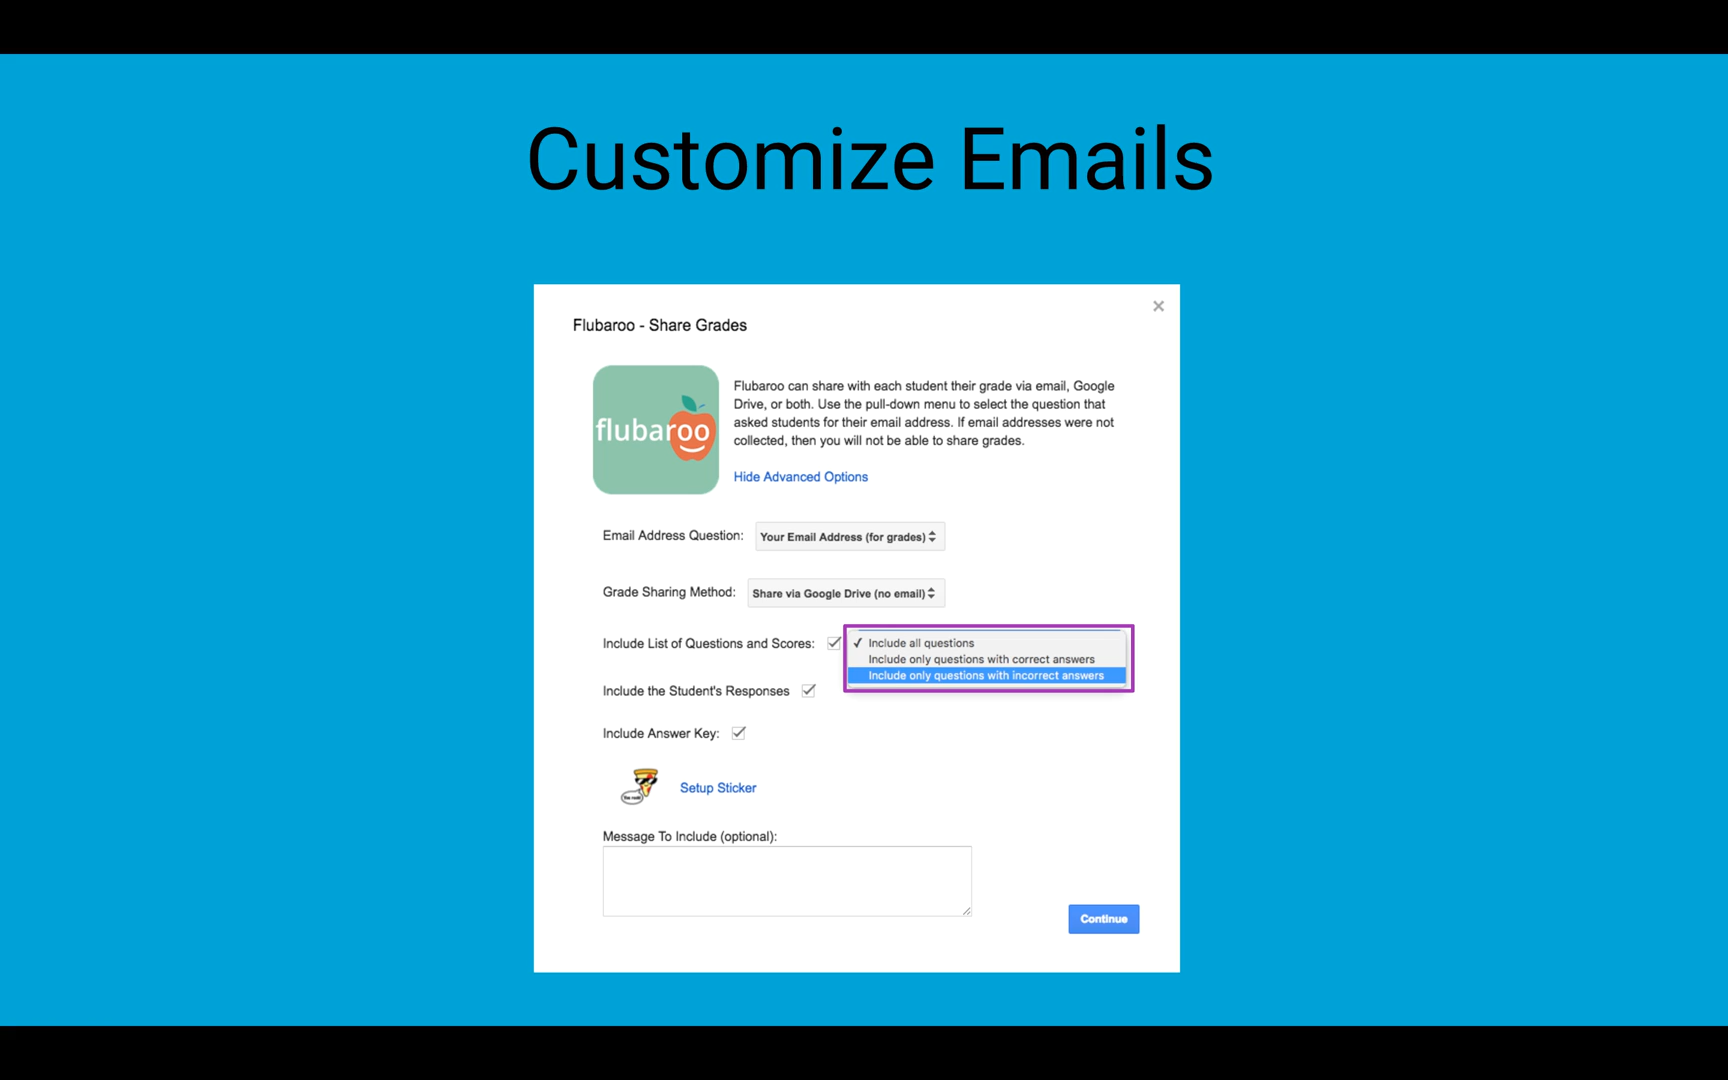 Customize Emails
Flubaroo - Share Grades
flubaroo
Flubaroo can share with each student their grade via email, Google
Drive, or both. Use the pull-down menu to select the question that
asked students for their email address. If email addresses were not
collected, then you will not be able to share grades.
Hide Advanced Options
Email Address Question: Your Email Address (for grades)
Grade Sharing Method: Share via Google Drive (no email)
Include List of Questions and Scores: Include all questions
Include only questions with correct answers
Include only questions with incorrect answers
Include the Student's Responses
Include Answer Key:
Setup Sticker
Message To Include (optional):
Continue